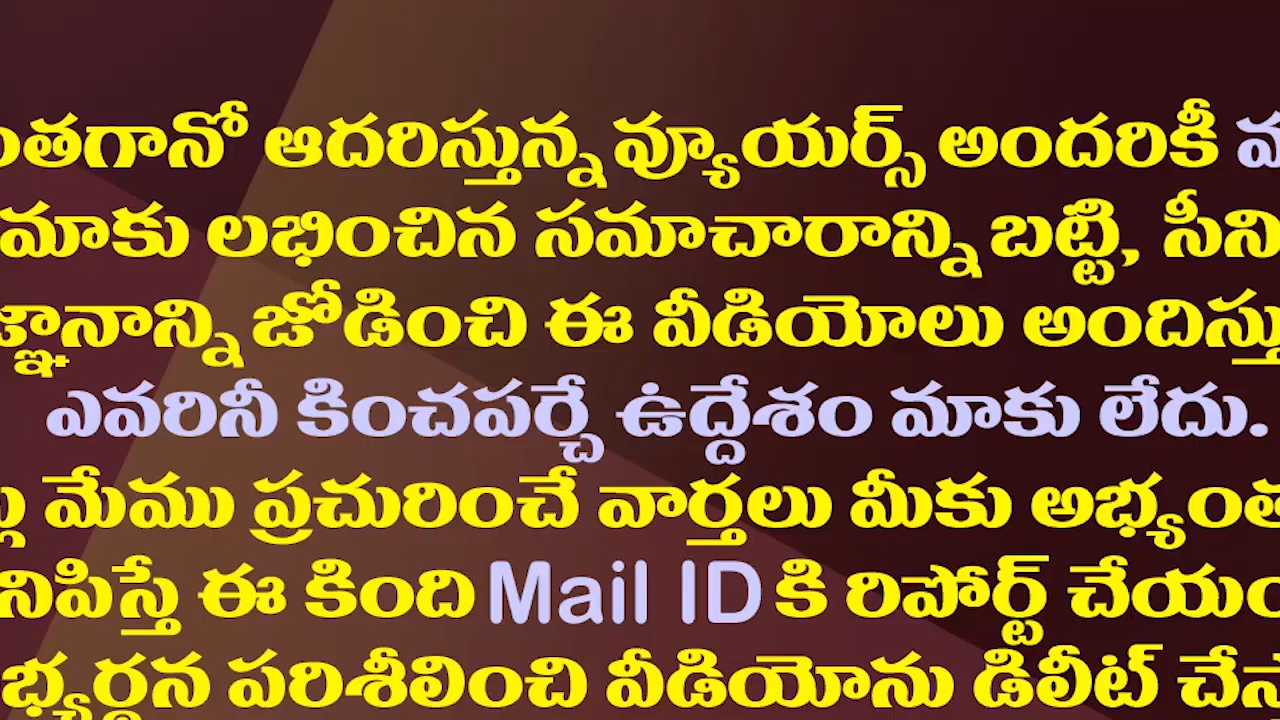 ంతగానో ఆదరిస్తున్న వ్యూయర్స్ అందరికీ
మాకు లభించిన సమాచారాన్ని బట్టి, సీని
జ్ఞానాన్ని జోడించి ఈ వీడియోలు అందిస్తు
ఎవరినీ కించపర్చే ఉద్దేశం మాకు లేదు.
మేము ప్రచురించే వార్తలు మీకు అభ్యంత
నిపిస్తే ఈ కింది Mail ID కి రిపోర్ట్ చేయం
భ్యర్థన పరిశీలించి వీడియోను డిలీట్ చేస